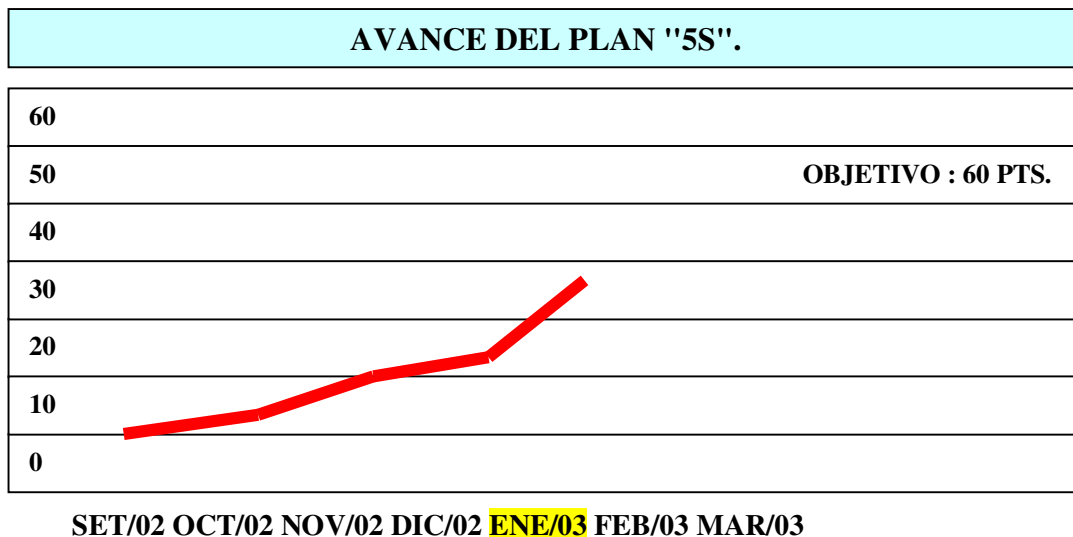 AVANCE DEL PLAN "5S".
60
50 OBJETIVO : 60 PTS.
40
30
20
10
0
SET/02 OCT/02 NOV/02 DIC/02 ENE/03 FEB/03 MAR/03